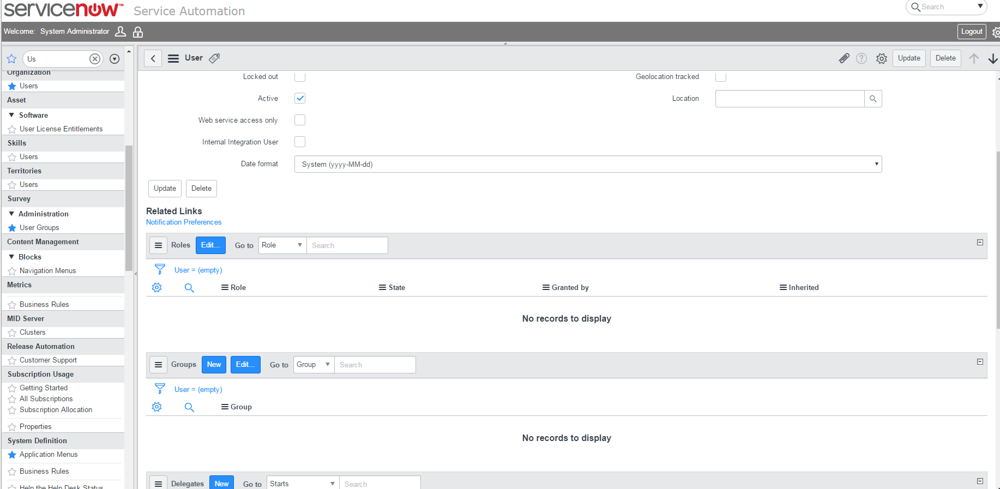 servicenow™ Service Automation
Search
Welcome: System Administrator
Logout
Us
Organization
Users
Asset
Software
User License Entitlements
Skills
Users
Territories
Users
Survey
Administration
User Groups
Content Management
Blocks
Navigation Menus
Metrics
Business Rules
MID Server
Clusters
Release Automation
Customer Support
Subscription Usage
Getting Started
All Subscriptions
Subscription Allocation
Properties
System Definition
Application Menus
Business Rules
Help the Help Desk Status
User
Update Delete
Locked out
Geolocation tracked
Active
Location
Web service access only
Internal Integration User
Date format System (yyyy-MM-dd)
Update Delete
Related Links
Notification Preferences
Roles Edit... Go to Role Search
User = (empty)
Role State Granted by Inherited
No records to display
Groups New Edit... Go to Group Search
User = (empty)
Group
No records to display
Delegates New Go to Starts Search